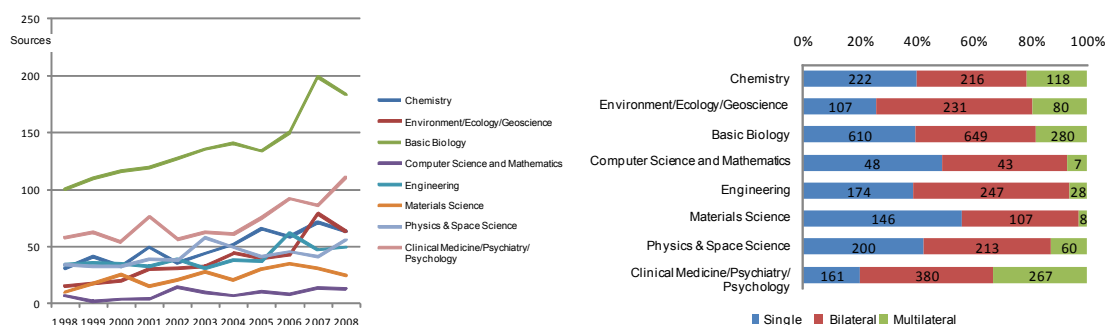 250
Sources
200
150
100
50
0
1998 1999 2000 2001 2002 2003 2004 2005 2006 2007 2008
Chemistry
Environment/Ecology/Geoscience
Basic Biology
Computer Science and Mathematics
Engineering
Materials Science
Physics & Space Science
Clinical Medicine/Psychiatry/
Psychology
0% 20% 40% 60% 80% 100%
Chemistry 222 216 118
Environment/Ecology/Geoscience 107 231 80
Basic Biology 610 649 280
Computer Science and Mathematics 48 43 7
Engineering 174 247 28
Materials Science 146 107 8
Physics & Space Science 200 213 60
Clinical Medicine/Psychiatry/
Psychology 161 380 267
Single Bilateral Multilateral